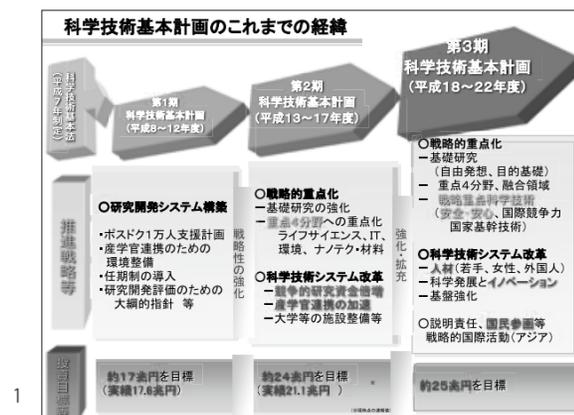 科学技術基本計画のこれまでの経緯
科学技術基本法
(平成7年制定)
第1期
科学技術基本計画
(平成8～12年度)
第2期
科学技術基本計画
(平成13～17年度)
第3期
科学技術基本計画
(平成18～22年度)
推進戦略等
○研究開発システム構築
・ポスドク1万人支援計画
・産学官連携のための
環境整備
・任期制の導入
・研究開発評価のための
大綱的指針 等
戦略性の強化
○戦略的重点化
－基礎研究の強化
－重点4分野への重点化
ライフサイエンス、IT、
環境、ナノテク・材料
○科学技術システム改革
－競争的研究資金倍増
－産学官連携の加速
－大学等の施設整備等
強化・拡充
○戦略的重点化
－基礎研究
(自由発想、目的基礎)
－ 重点4分野、融合領域
－ 戦略重点科学技術
(安全・安心、国際競争力
国家基幹技術)
○科学技術システム改革
－人材(若手、女性、外国人)
－科学発展とイノベーション
－基盤強化
○説明責任、国民参画等
戦略的国際活動(アジア)
投資目標等
約17兆円を目標
(実績17.6兆円)
約24兆円を目標
(実績21.1兆円 )
約25兆円を目標
1